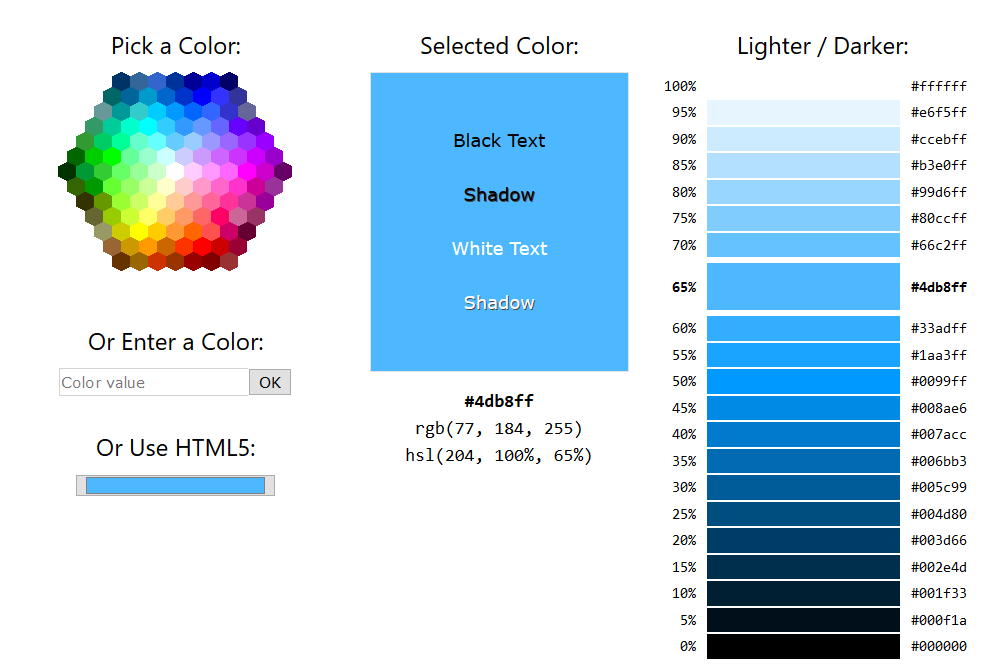 Pick a Color:
Or Enter a Color:
Color value
OK
Or Use HTML5:
Selected Color:
Black Text
Shadow
White Text
Shadow
#4db8ff
rgb(77, 184, 255)
hsl(204, 100%, 65%)
Lighter / Darker:
100% #ffffff
95% #e6f5ff
90% #ccebff
85% #b3e0ff
80% #99d6ff
75% #80ccff
70% #66c2ff
65% #4db8ff
60% #33adff
55% #1aa3ff
50% #0099ff
45% #008ae6
40% #007acc
35% #006bb3
30% #005c99
25% #004d80
20% #003d66
15% #002e4d
10% #001f33
5% #000f1a
0% #000000